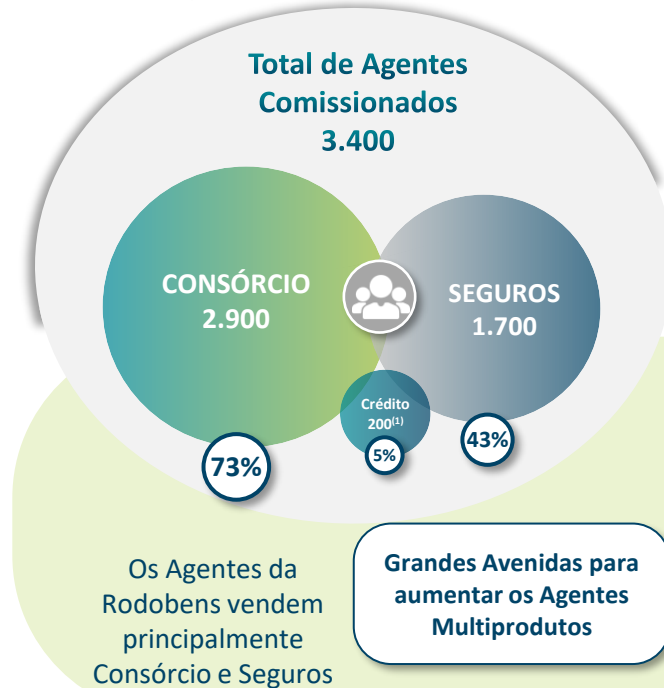 Total de Agentes
Comissionados
3.400
CONSÓRCIO
2.900
SEGUROS
1.700
Crédito
200(1)
73%
5%
43%
Os Agentes da
Rodobens vendem
principalmente
Consórcio e Seguros
Grandes Avenidas para
aumentar os Agentes
Multiprodutos